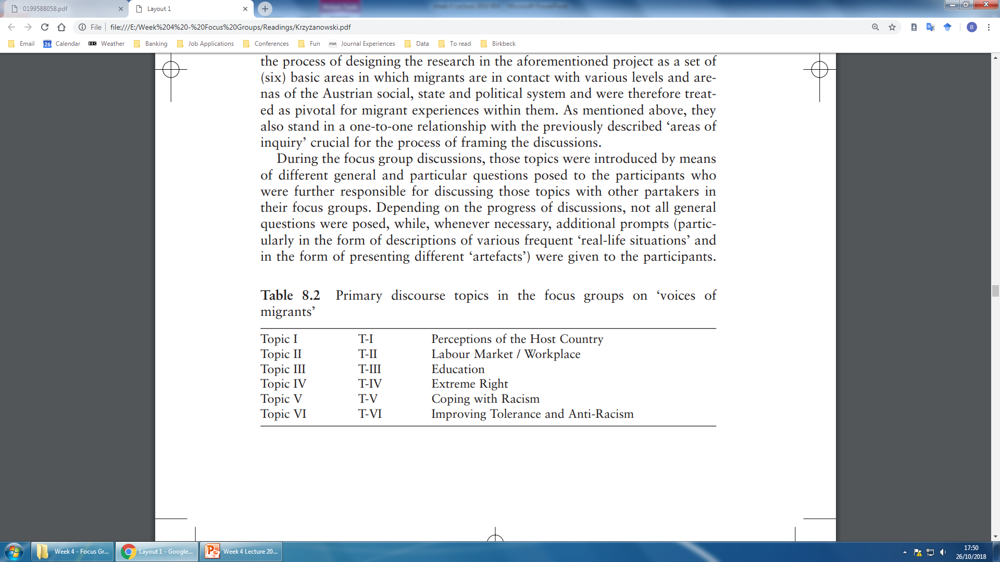 0199588058.pdf
Layout 1
File
file:///E:/Week%204%20-%20Focus%20Groups/Readings/Krzyżanowski.pdf
B
Email
26
Calendar
BBC
Weather
Banking
Job Applications
Conferences
Fun
PSA
Journal Experiences
Data
To read
Birkbeck
the process of designing the research in the aforementioned project as a set of
(six) basic areas in which migrants are in contact with various levels and are-
nas of the Austrian social, state and political system and were therefore treat-
ed as pivotal for migrant experiences within them. As mentioned above, they
also stand in a one-to-one relationship with the previously described ‘areas of
inquiry’ crucial for the process of framing the discussions.
During the focus group discussions, those topics were introduced by means
of different general and particular questions posed to the participants who
were further responsible for discussing those topics with other partakers in
their focus groups. Depending on the progress of discussions, not all general
questions were posed, while, whenever necessary, additional prompts (partic-
ularly in the form of descriptions of various frequent ‘real-life situations’ and
in the form of presenting different ‘artefacts’) were given to the participants.
Table 8.2 Primary discourse topics in the focus groups on ‘voices of
migrants’
Topic I T-I Perceptions of the Host Country
Topic II T-II Labour Market / Workplace
Topic III T-III Education
Topic IV T-IV Extreme Right
Topic V T-V Coping with Racism
Topic VI T-VI Improving Tolerance and Anti-Racism
Week 4 - Focus Gr...
Layout 1 - Google...
Week 4 Lecture 20...
17:50
26/10/2018